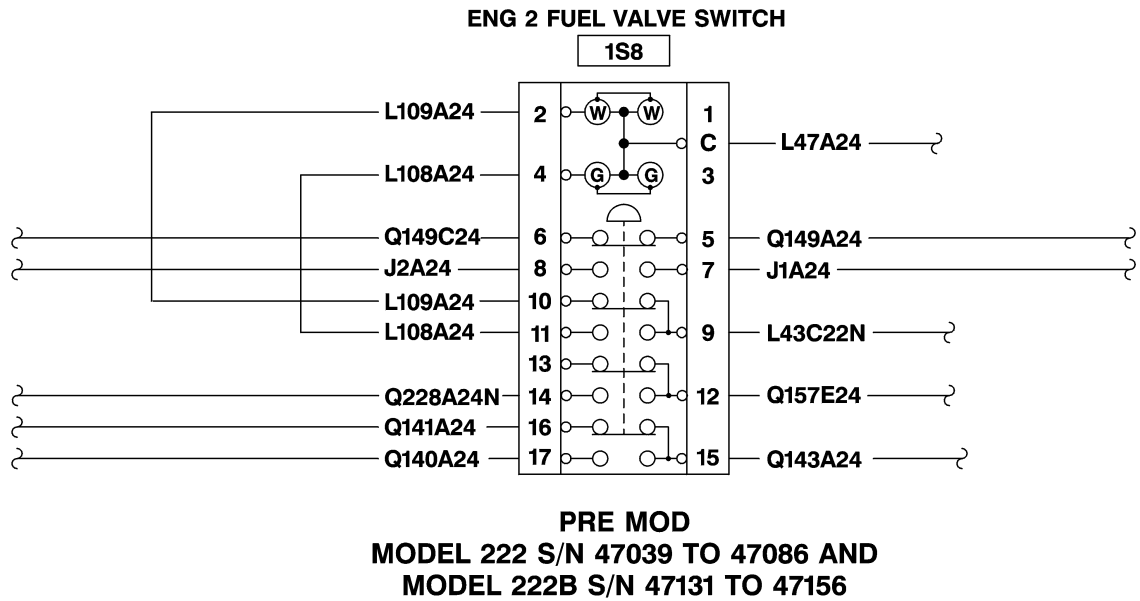 ENG 2 FUEL VALVE SWITCH
1S8
L109A24 2 W W 1
C L47A24
L108A24 4 G G 3
Q149C24 6 5 Q149A24
J2A24 8 7 J1A24
L109A24 10
L108A24 11 9 L43C22N
13
Q228A24N 14 12 Q157E24
Q141A24 16
Q140A24 17 15 Q143A24
PRE MOD
MODEL 222 S/N 47039 TO 47086 AND
MODEL 222B S/N 47131 TO 47156